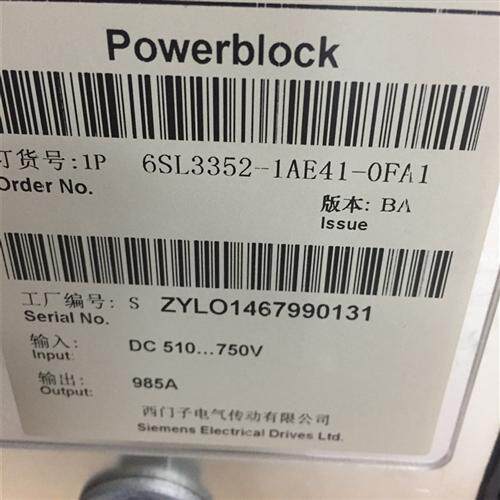 Powerblock
订货号: 1P 6SL3352-1AE41-0FA1
Order No.
版本: BA
Issue
工厂编号: S ZYLO1467990131
Serial No.
输入: DC 510...750V
Input:
输出: 985A
Output:
西门子电气传动有限公司
Siemens Electrical Drives Ltd.